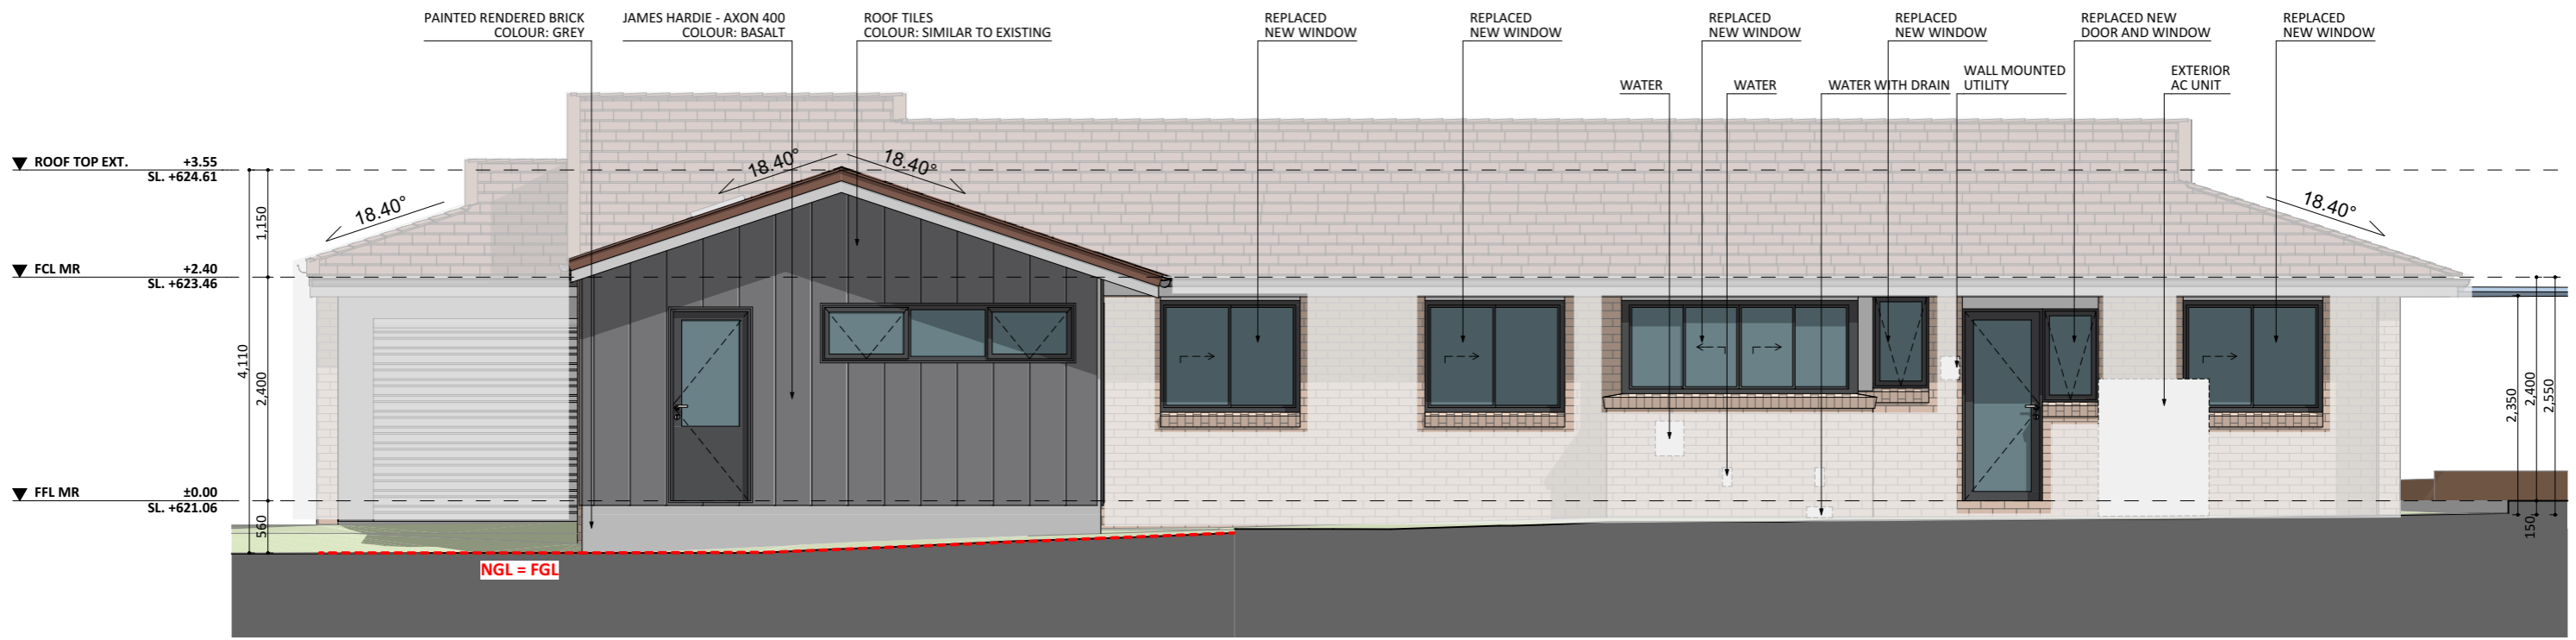 PAINTED RENDERED BRICK
COLOUR: GREY
JAMES HARDIE - AXON 400
COLOUR: BASALT
ROOF TILES
COLOUR: SIMILAR TO EXISTING
REPLACED
NEW WINDOW
REPLACED
NEW WINDOW
REPLACED
NEW WINDOW
REPLACED
NEW WINDOW
REPLACED NEW
DOOR AND WINDOW
REPLACED
NEW WINDOW
WATER
WATER
WATER WITH DRAIN
WALL MOUNTED
UTILITY
EXTERIOR
AC UNIT
ROOF TOP EXT. +3.55
SL. +624.61
18.40°
18.40°
18.40°
18.40°
1,150
FCL MR +2.40
SL. +623.46
4,110
2,400
2,350
2,400
2,550
FFL MR ±0.00
SL. +621.06
560
150
NGL = FGL